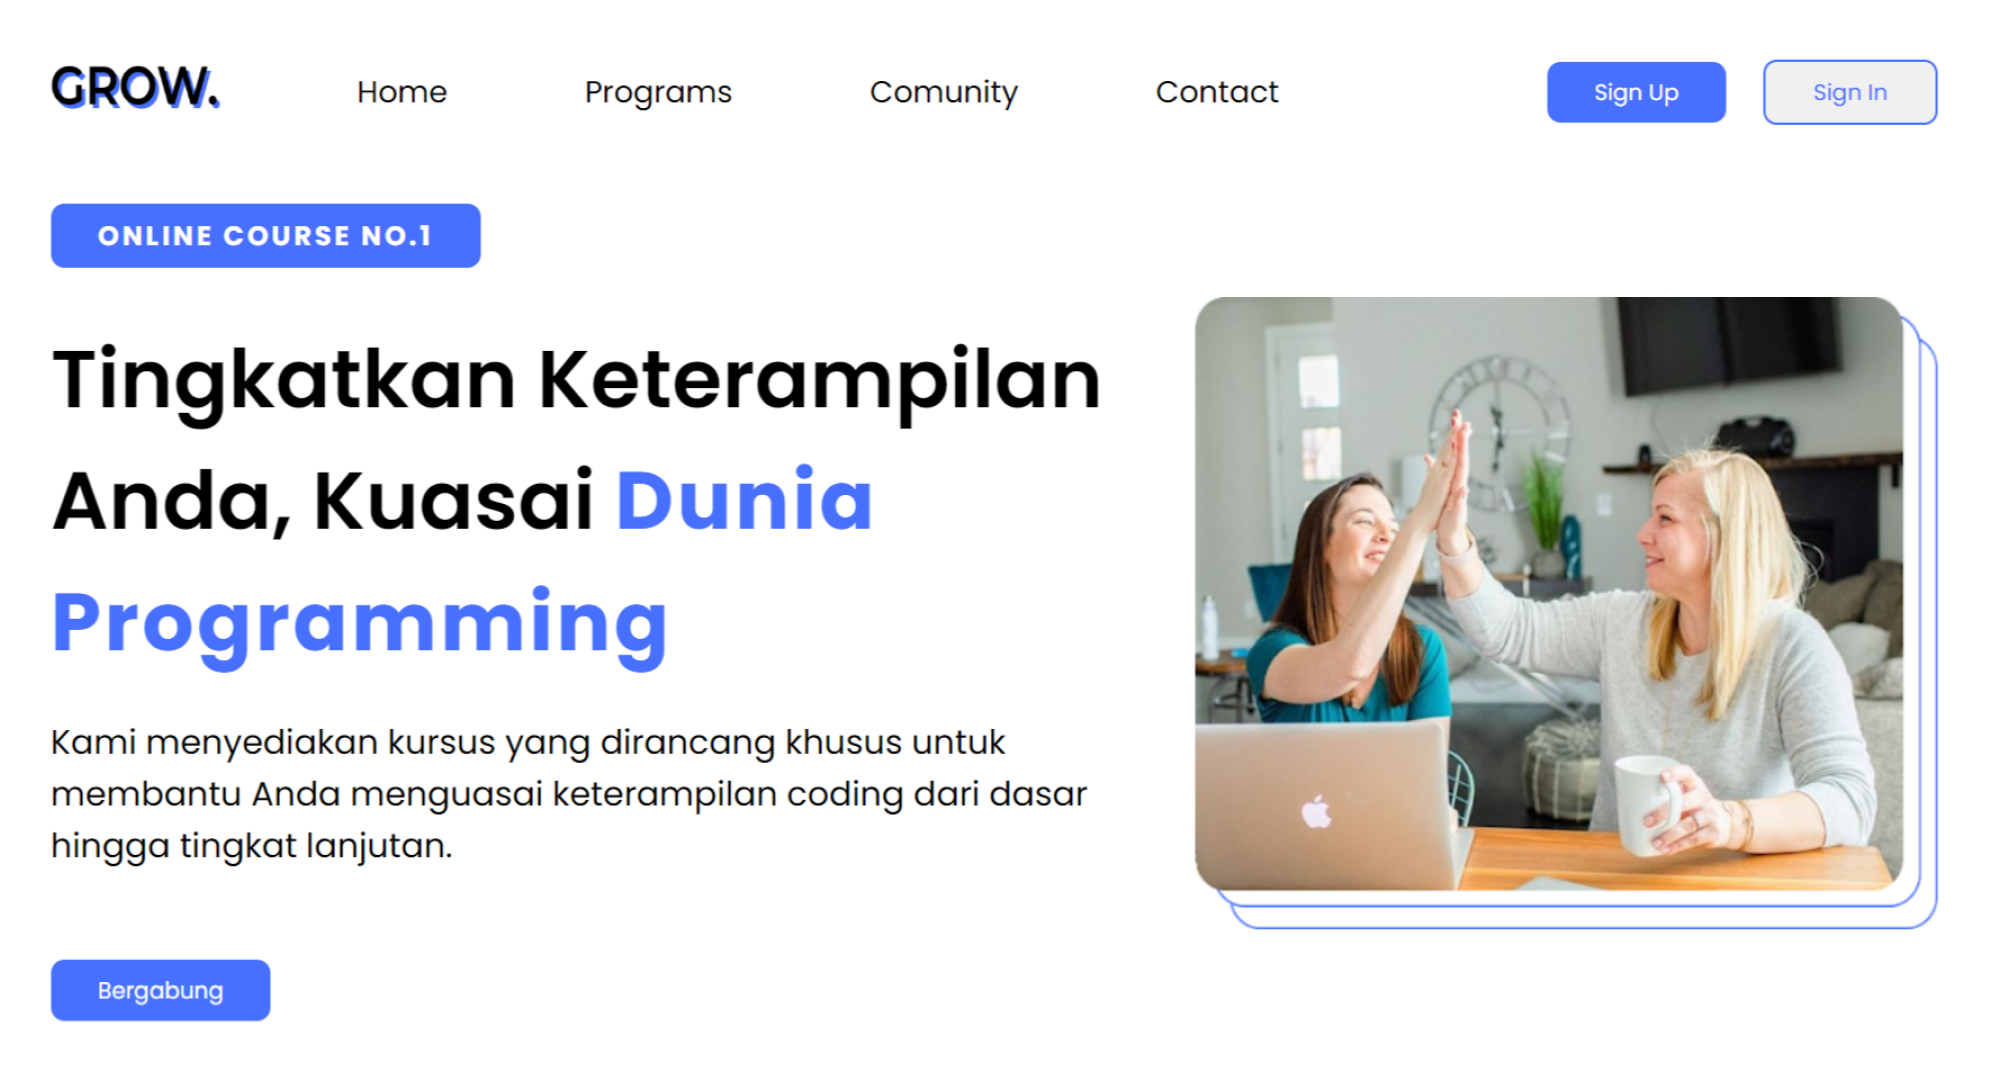 GROW.
Home
Programs
Comunity
Contact
Sign Up
Sign In
ONLINE COURSE NO.1
Tingkatkan Keterampilan
Anda, Kuasai Dunia
Programming
Kami menyediakan kursus yang dirancang khusus untuk
membantu Anda menguasai keterampilan coding dari dasar
hingga tingkat lanjutan.
Bergabung